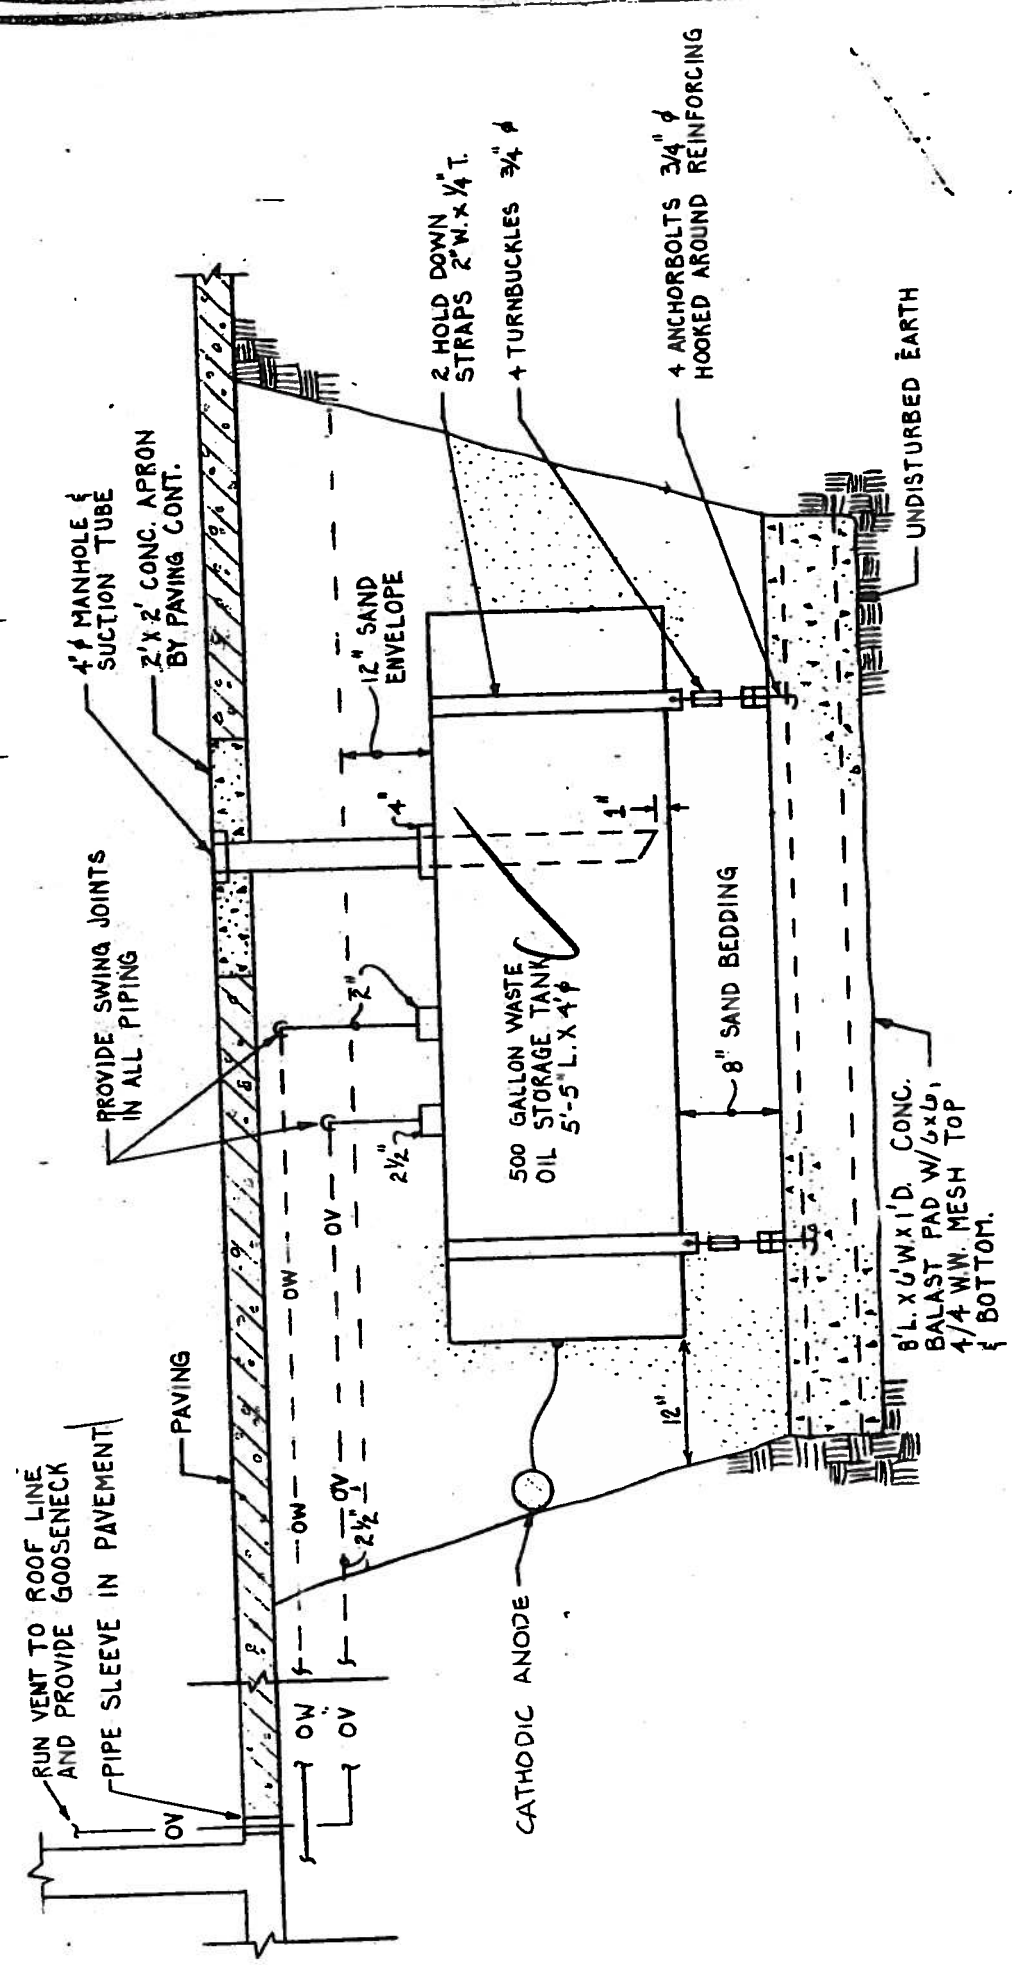 RUN VENT TO ROOF LINE
AND PROVIDE GOOSENECK
PIPE SLEEVE IN PAVEMENT
PAVING
PROVIDE SWING JOINTS
IN ALL PIPING
4"φ MANHOLE &
SUCTION TUBE
2'X2' CONC. APRON
BY PAVING CONT.
OV
OW
OV
OW
OW
OV
OV
2½"
2½"
2"
4"
12" SAND
ENVELOPE
2 HOLD DOWN
STRAPS 2"W.X ¼"T.
4 TURNBUCKLES ¾" φ
4 ANCHORBOLTS 3/4" φ
HOOKED AROUND REINFORCING
500 GALLON WASTE
OIL STORAGE TANK
5'-5"L. X 4'φ
1"
8" SAND BEDDING
12"
CATHODIC ANODE
8'L. X 6'W. X 1'D. CONC.
BALAST PAD W/6X6,
4/4 W.W. MESH TOP
& BOTTOM.
UNDISTURBED EARTH